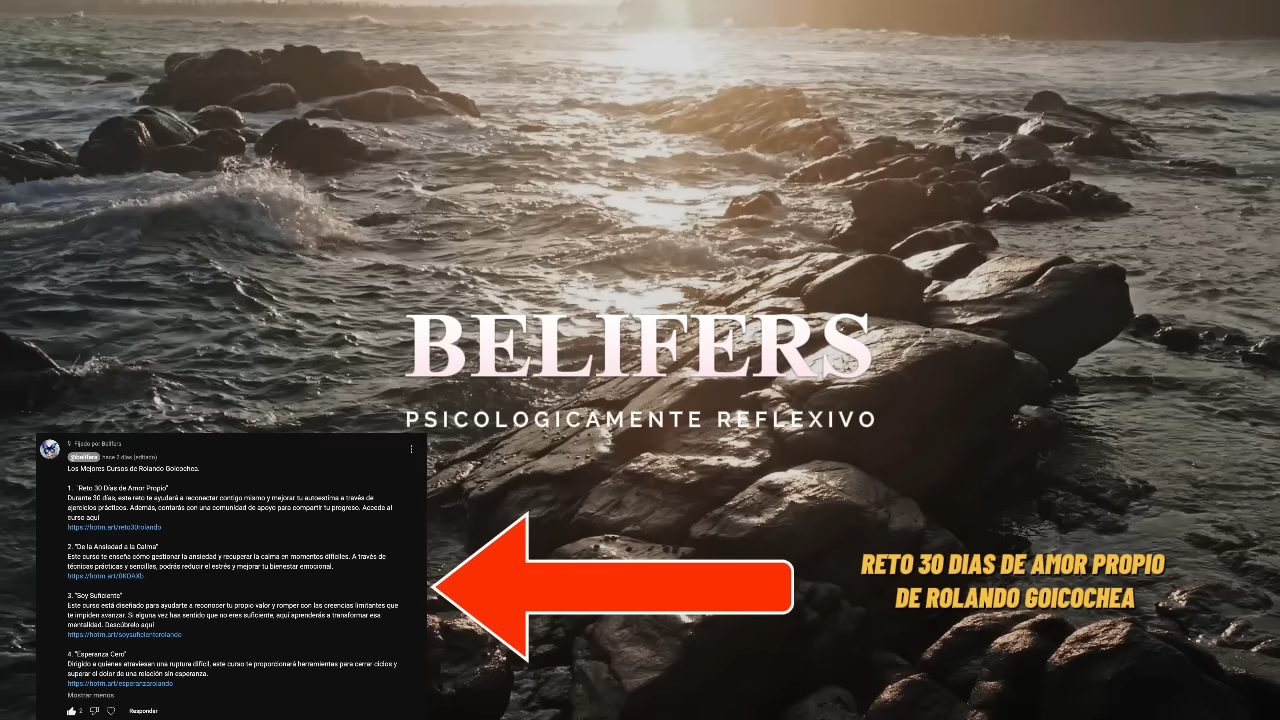 BELIFERS
PSICOLOGICAMENTE REFLEXIVO
Fijado por Belifers
@belifers hace 2 días (editado)
Los Mejores Cursos de Rolando Goicochea.
1. "Reto 30 Días de Amor Propio"
Durante 30 días, este reto te ayudará a reconectar contigo mismo y mejorar tu autoestima a través de
ejercicios prácticos. Además, contarás con una comunidad de apoyo para compartir tu progreso. Accede al
curso aquí
https://hotm.art/reto30rolando
2. "De la Ansiedad a la Calma"
Este curso te enseña cómo gestionar la ansiedad y recuperar la calma en momentos difíciles. A través de
técnicas prácticas y sencillas, podrás reducir el estrés y mejorar tu bienestar emocional.
https://hotm.art/0KOAXb
3. "Soy Suficiente"
Este curso está diseñado para ayudarte a reconocer tu propio valor y romper con las creencias limitantes que
te impiden avanzar. Si alguna vez has sentido que no eres suficiente, aquí aprenderás a transformar esa
mentalidad. Descúbrelo aquí
https://hotm.art/soysuficienterolando
4. "Esperanza Cero"
Dirigido a quienes atraviesan una ruptura difícil, este curso te proporcionará herramientas para cerrar ciclos y
superar el dolor de una relación sin esperanza.
https://hotm.art/esperanzarolando
Mostrar menos
2 Responder
RETO 30 DIAS DE AMOR PROPIO
DE ROLANDO GOICOCHEA